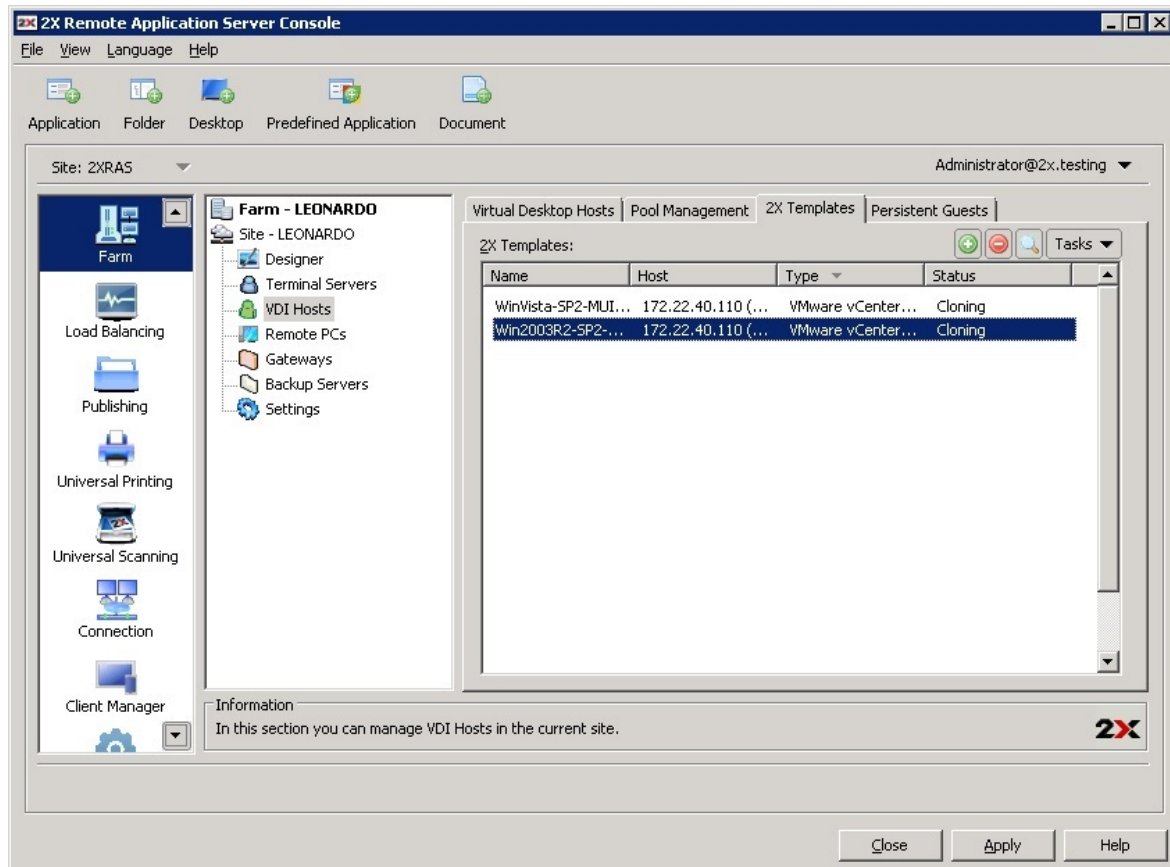 2X Remote Application Server Console
File View Language Help
Application Folder Desktop Predefined Application Document
Site: 2XRAS Administrator@2x.testing
Farm
Load Balancing
Publishing
Universal Printing
Universal Scanning
Connection
Client Manager
Farm - LEONARDO
Site - LEONARDO
Designer
Terminal Servers
VDI Hosts
Remote PCs
Gateways
Backup Servers
Settings
Virtual Desktop Hosts Pool Management 2X Templates Persistent Guests
2X Templates: Tasks
Name Host Type Status
WinVista-SP2-MUI... 172.22.40.110 (... VMware vCenter... Cloning
Win2003R2-SP2-... 172.22.40.110 (... VMware vCenter... Cloning
Information
In this section you can manage VDI Hosts in the current site.
2X
Close Apply Help